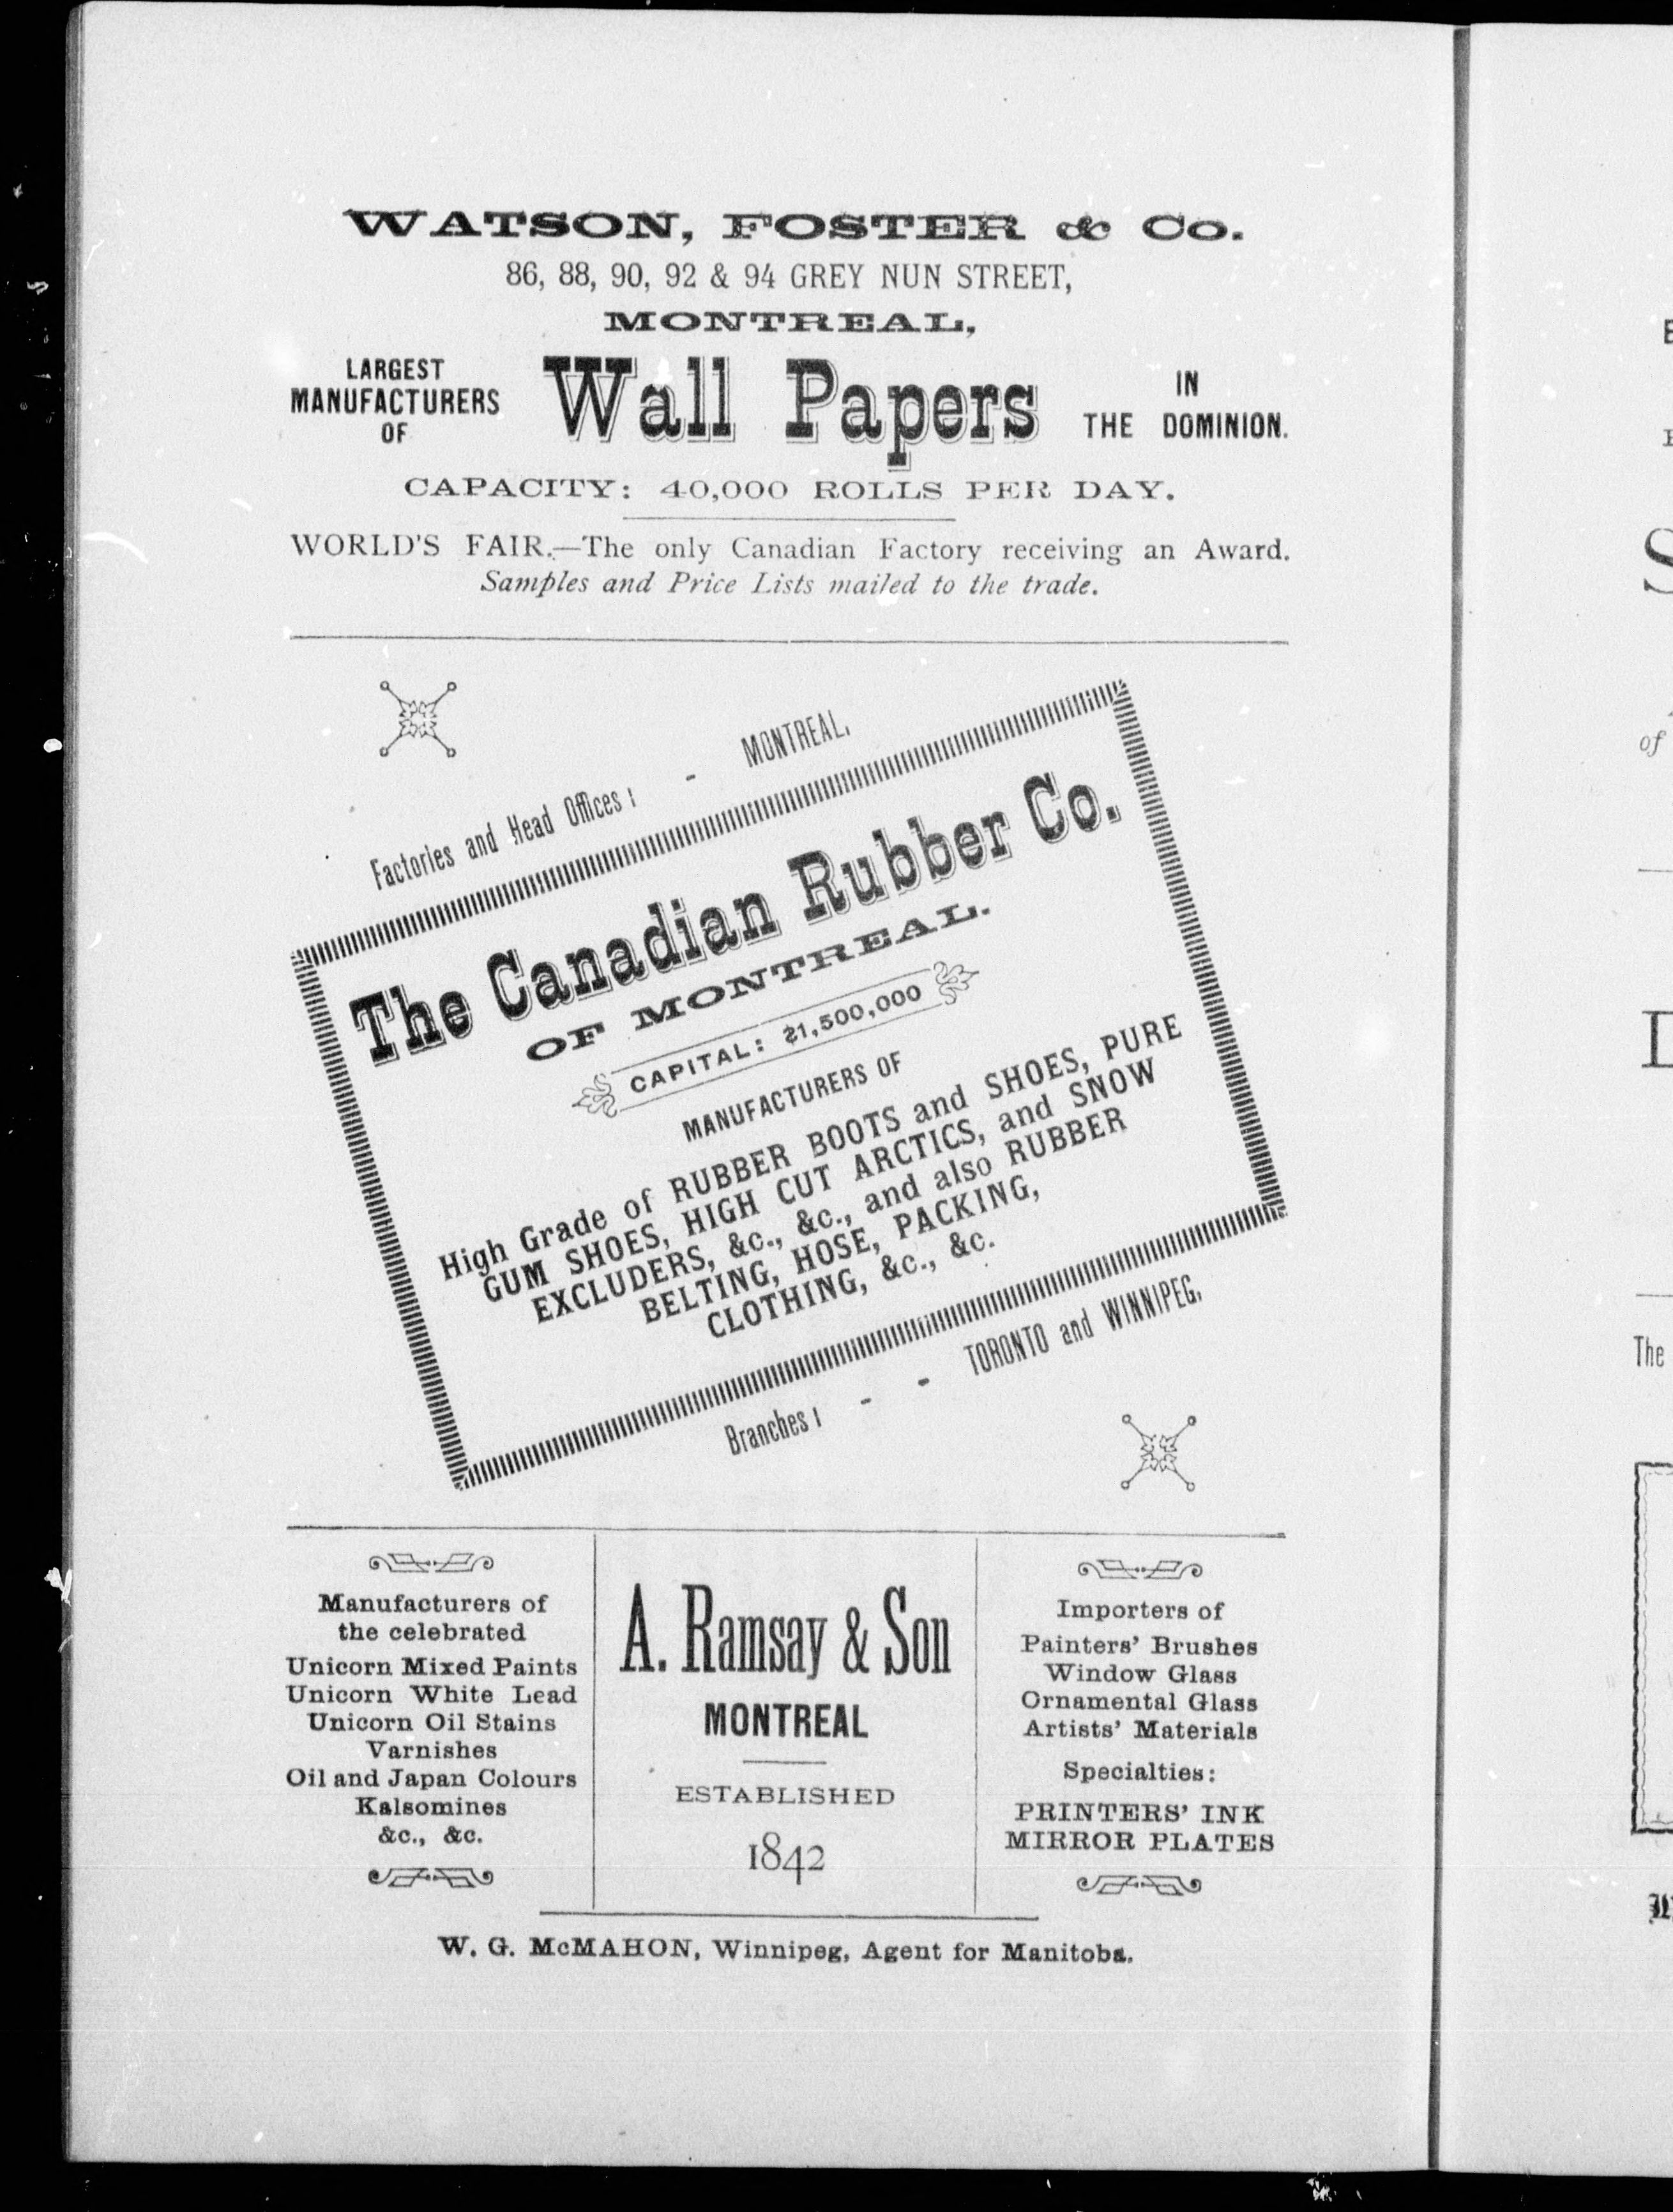 WATSON, FOSTER & Co.
86, 88, 90, 92 & 94 GREY NUN STREET,
MONTREAL,
LARGEST
MANUFACTURERS
OF
Wall Papers
IN
THE DOMINION.
CAPACITY: 40,000 ROLLS PER DAY.
WORLD'S FAIR.—The only Canadian Factory receiving an Award.
Samples and Price Lists mailed to the trade.
Factories and Head Offices: - MONTREAL.
The Canadian Rubber Co.
OF MONTREAL.
CAPITAL: $1,500,000
MANUFACTURERS OF
High Grade of RUBBER BOOTS and SHOES, PURE
GUM SHOES, HIGH CUT ARCTICS, and SNOW
EXCLUDERS, &c., &c., and also RUBBER
BELTING, HOSE, PACKING,
CLOTHING, &c., &c.
Branches: - - TORONTO and WINNIPEG.
Manufacturers of
the celebrated
Unicorn Mixed Paints
Unicorn White Lead
Unicorn Oil Stains
Varnishes
Oil and Japan Colours
Kalsomines
&c., &c.
A. Ramsay & Son
MONTREAL
ESTABLISHED
1842
Importers of
Painters' Brushes
Window Glass
Ornamental Glass
Artists' Materials
Specialties:
PRINTERS' INK
MIRROR PLATES
W. G. McMAHON, Winnipeg, Agent for Manitoba.
of
The